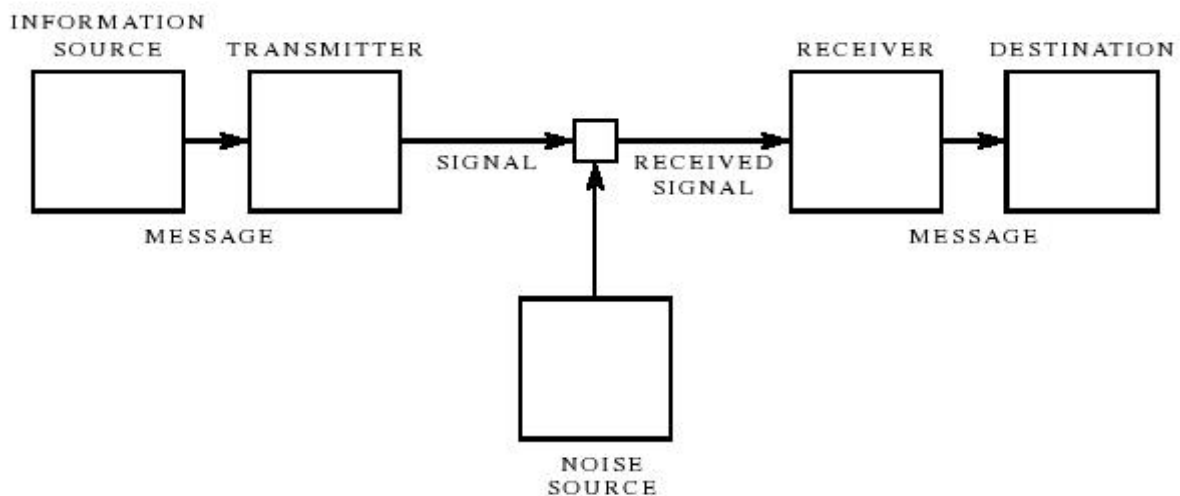 INFORMATION
SOURCE
TRANSMITTER
RECEIVER
DESTINATION
SIGNAL
RECEIVED
SIGNAL
MESSAGE
MESSAGE
NOISE
SOURCE